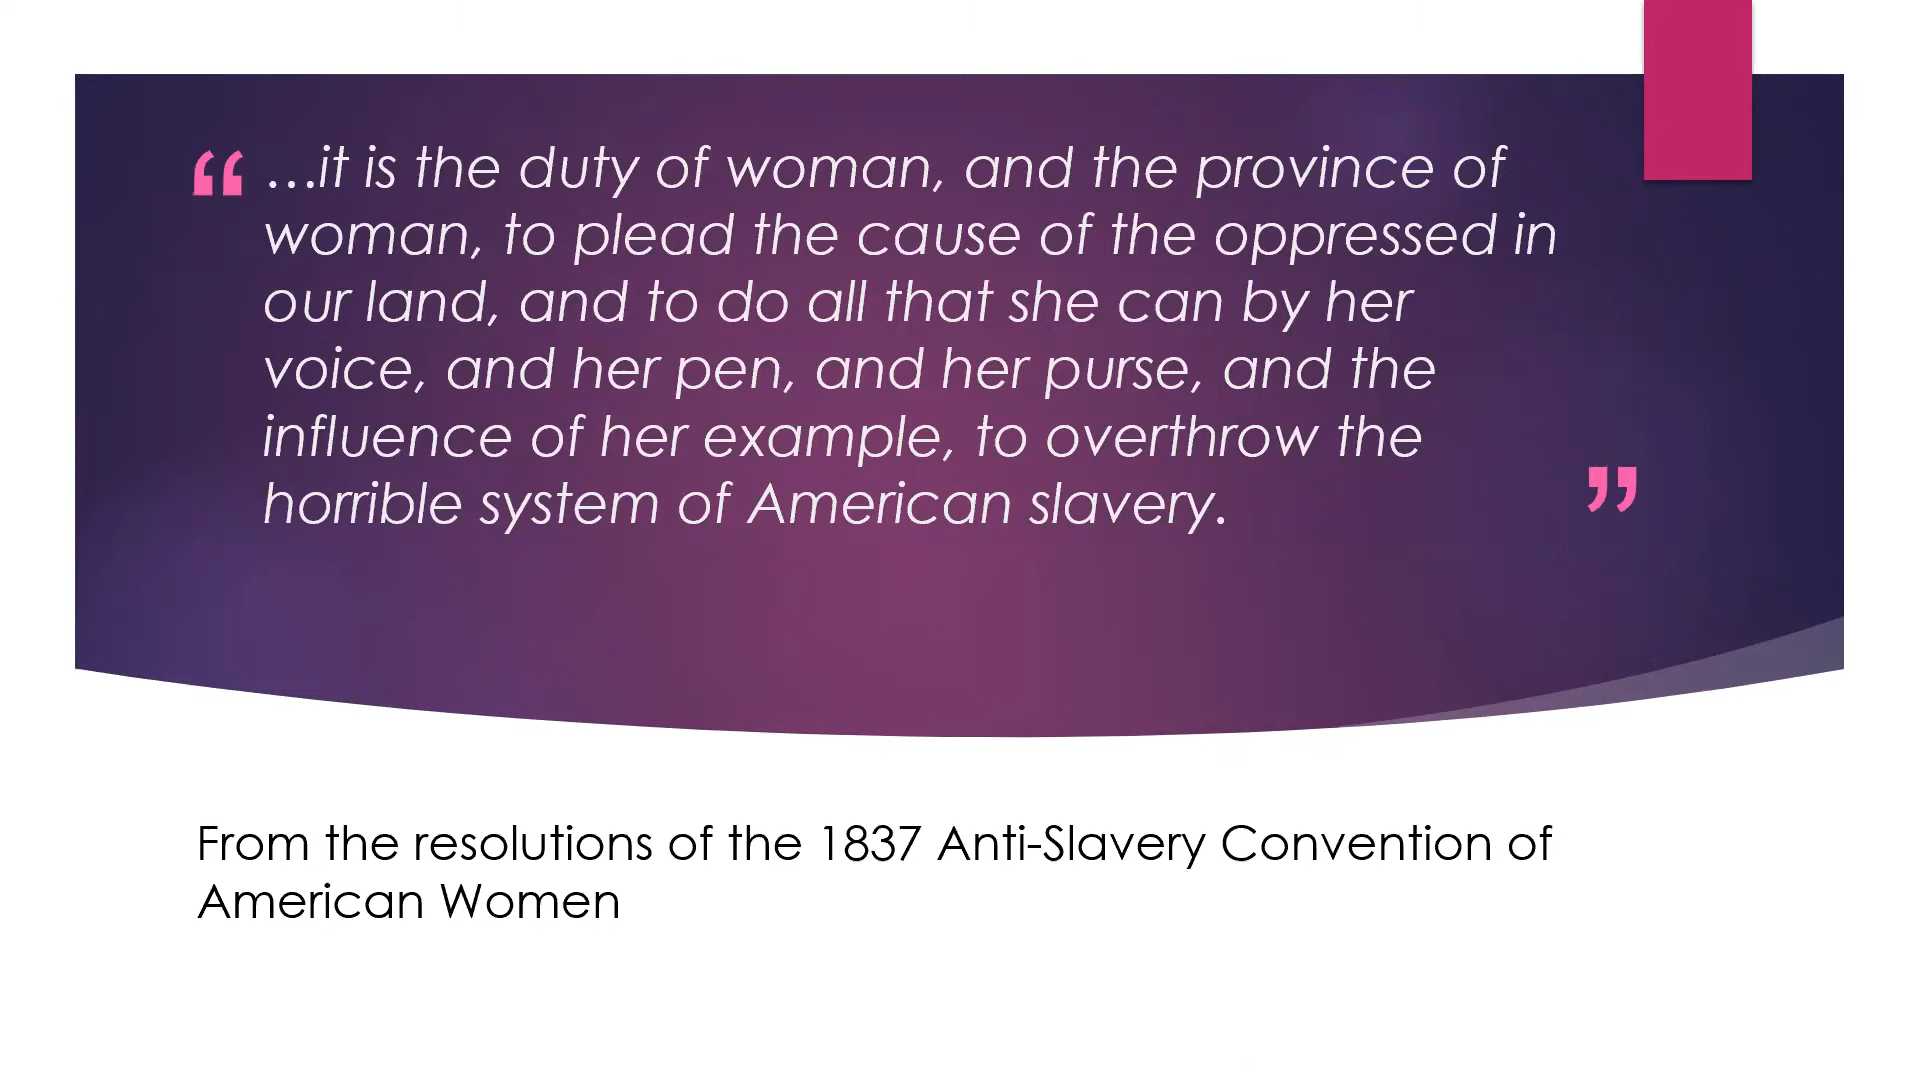 “ …it is the duty of woman, and the province of
woman, to plead the cause of the oppressed in
our land, and to do all that she can by her
voice, and her pen, and her purse, and the
influence of her example, to overthrow the
horrible system of American slavery. ”
From the resolutions of the 1837 Anti-Slavery Convention of
American Women